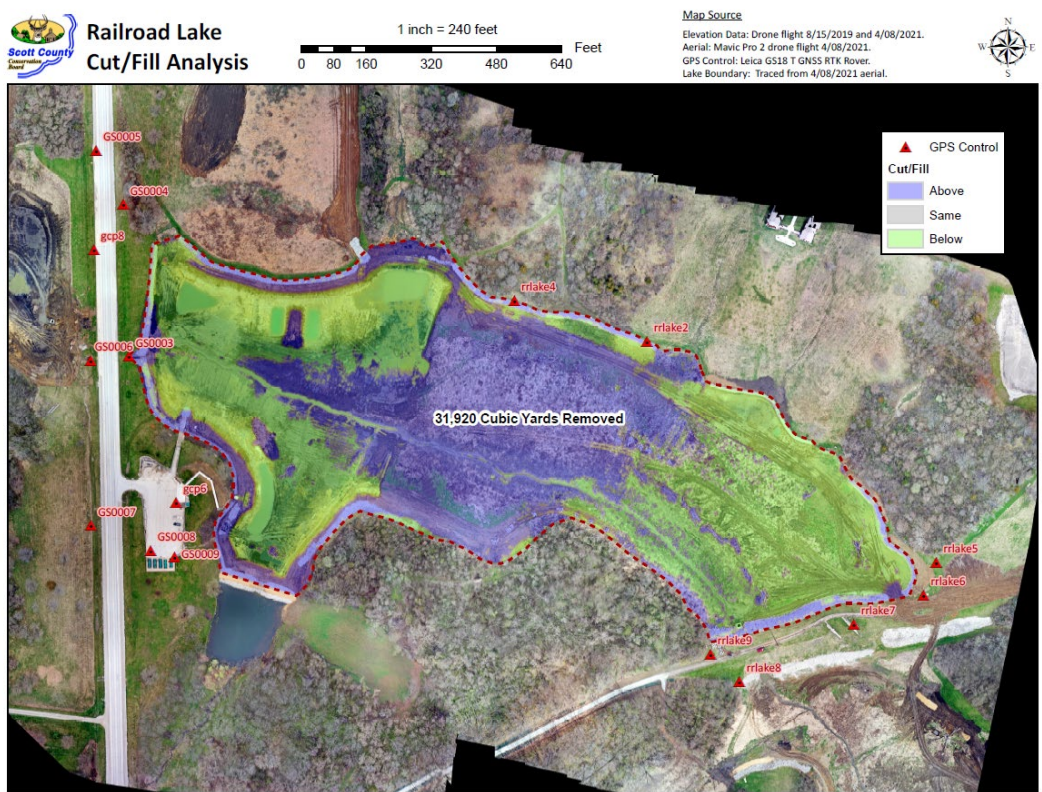 Scott County
Conservation
Board
Railroad Lake
Cut/Fill Analysis
1 inch = 240 feet
Feet
0 80 160 320 480 640
Map Source
Elevation Data: Drone flight 8/15/2019 and 4/08/2021.
Aerial: Mavic Pro 2 drone flight 4/08/2021.
GPS Control: Leica GS18 T GNSS RTK Rover.
Lake Boundary: Traced from 4/08/2021 aerial.
N
W E
S
GPS Control
Cut/Fill
Above
Same
Below
GS0005
GS0004
gcp8
rrlake4
rrlake2
GS0006
GS0003
31,920 Cubic Yards Removed
gcp6
GS0007
GS0008
GS0009
rrlake5
rrlake6
rrlake7
rrlake9
rrlake8